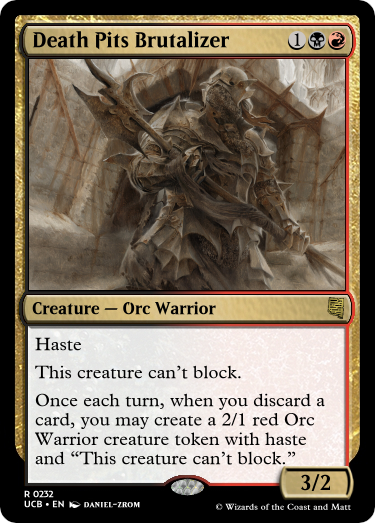 Death Pits Brutalizer 1
Creature — Orc Warrior
Haste
This creature can't block.
Once each turn, when you discard a
card, you may create a 2/1 red Orc
Warrior creature token with haste
and “This creature can't block.”
3/2
R 0232
UCB • EN DANIEL-ZROM
© Wizards of the Coast and Matt